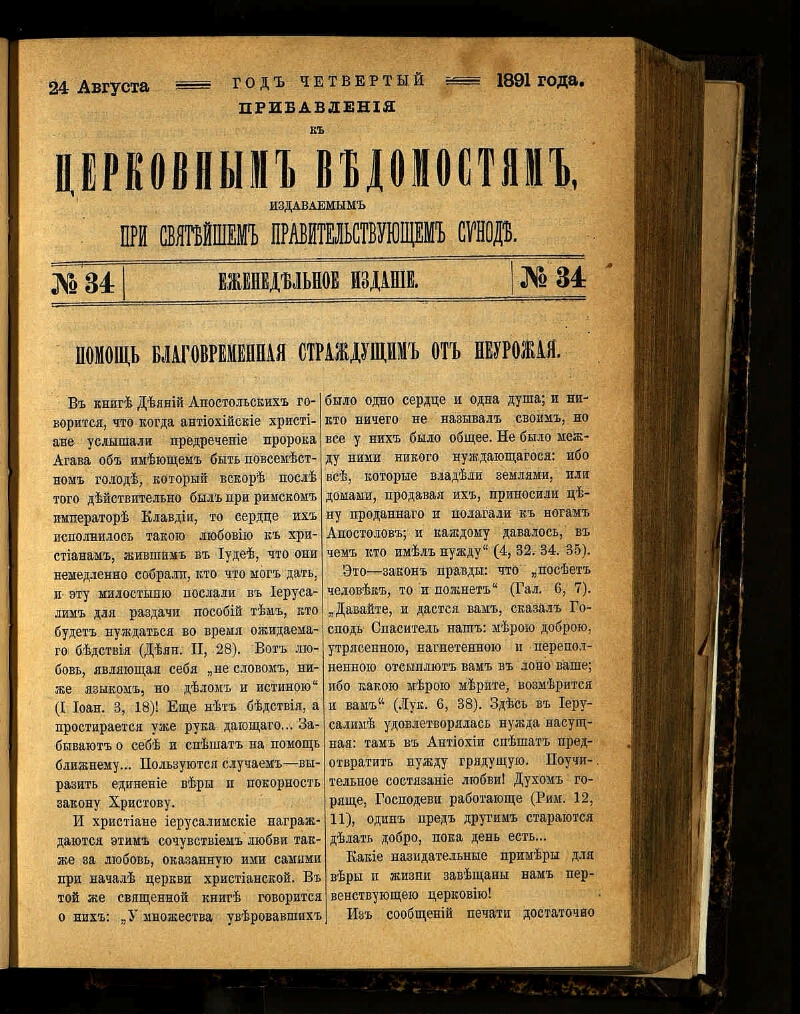 24 Августа
ГОДЪ ЧЕТВЕРТЫЙ
1891 года.
ПРИБАВЛЕНІЯ
КЪ
ЦЕРКОВНЫМЪ ВѢДОМОСТЯМЪ,
ИЗДАВАЕМЫМЪ
ПРИ СВЯТѢЙШЕМЪ ПРАВИТЕЛЬСТВУЮЩЕМЪ СѴНОДѢ.
№ 34
ЕЖЕНЕДѢЛЬНОЕ ИЗДАНІЕ.
№ 34
ПОМОЩЬ БЛАГОВРЕМЕННАЯ СТРАЖДУЩИМЪ ОТЪ НЕУРОЖАЯ.
Въ книгѣ Дѣяній Апостольскихъ го-
ворится, что когда антіохійскіе христі-
ане услышали предреченіе пророка
Агава объ имѣющемъ быть повсемѣст-
номъ голодѣ, который вскорѣ послѣ
того дѣйствительно былъ при римскомъ
императорѣ Клавдіи, то сердце ихъ
исполнилось такою любовію къ хри-
стіанамъ, жившимъ въ Іудеѣ, что они
немедленно собрали, кто что могъ дать,
и эту милостыню послали въ Іеруса-
лимъ для раздачи пособій тѣмъ, кто
будетъ нуждаться во время ожидаема-
го бѣдствія (Дѣян. II, 28). Вотъ лю-
бовь, являющая себя „не словомъ, ни-
же языкомъ, но дѣломъ и истиною“
(I Іоан. 3, 18)! Еще нѣтъ бѣдствія, а
простирается уже рука дающаго... За-
бываютъ о себѣ и спѣшатъ на помощь
ближнему... Пользуются случаемъ—вы-
разить единеніе вѣры и покорность
закону Христову.
И христіане іерусалимскіе награж-
даются этимъ сочувствіемъ любви так-
же за любовь, оказанную ими самими
при началѣ церкви христіанской. Въ
той же священной книгѣ говорится
о нихъ: „У множества увѣровавшихъ
было одно сердце и одна душа; и ни-
кто ничего не называлъ своимъ, но
все у нихъ было общее. Не было меж-
ду ними никого нуждающагося: ибо
всѣ, которые владѣли землями, или
домами, продавая ихъ, приносили цѣ-
ну проданнаго и полагали къ ногамъ
Апостоловъ; и каждому давалось, въ
чемъ кто имѣлъ нужду“ (4, 32. 34. 35).
Это—законъ правды: что „посѣетъ
человѣкъ, то и пожнетъ“ (Гал. 6, 7).
„Давайте, и дастся вамъ, сказалъ Го-
сподь Спаситель нашъ: мѣрою доброю,
утрясенною, нагнетенною и перепол-
ненною отсыплютъ вамъ въ лоно ваше;
ибо какою мѣрою мѣрите, возмѣрится
и вамъ“ (Лук. 6, 38). Здѣсь въ Іеру-
салимѣ удовлетворялась нужда насущ-
ная: тамъ въ Антіохіи спѣшатъ пред-
отвратить нужду грядущую. Поучи-
тельное состязаніе любви! Духомъ го-
ряще, Господеви работающе (Рим. 12,
11), одинъ предъ другимъ стараются
дѣлать добро, пока день есть...
Какіе назидательные примѣры для
вѣры и жизни завѣщаны намъ пер-
венствующею церковію!
Изъ сообщеній печати достаточно